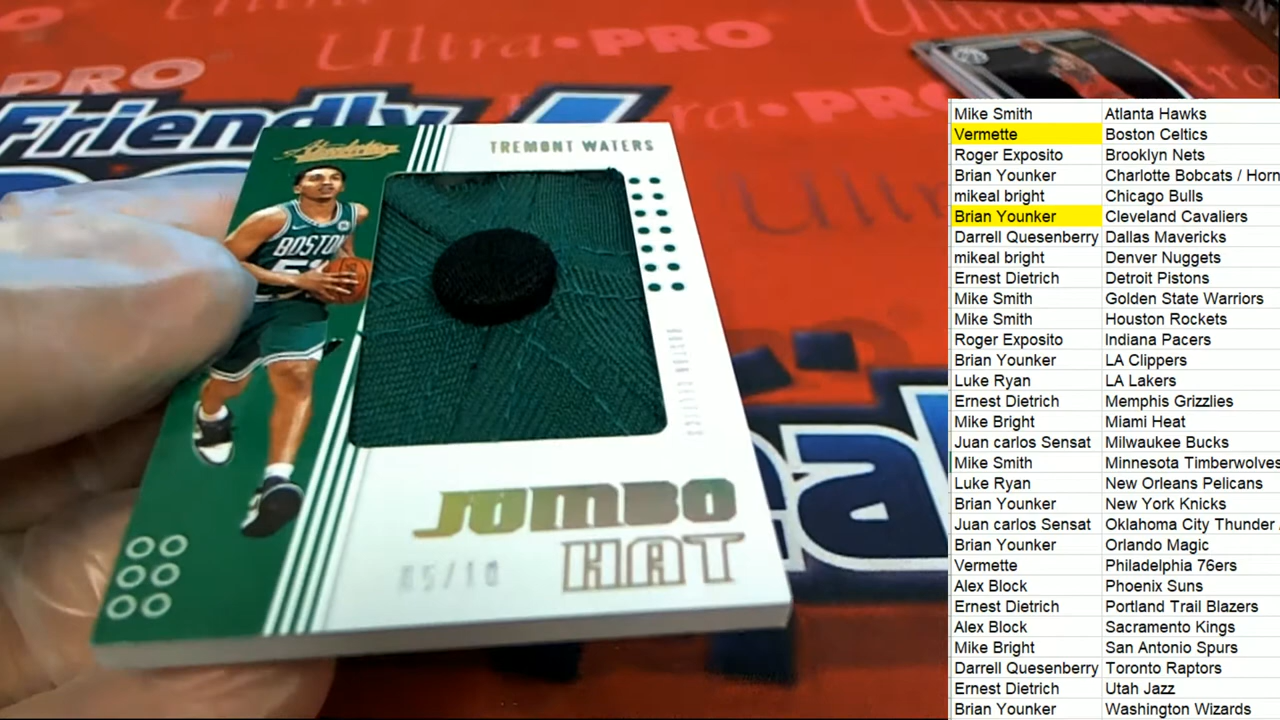 Ultra•PRO
Ultra•PRO
PRO
Ultra•PRO
Friendly
Absolute
TREMONT WATERS
BOSTON
JUMBO
HAT
05/10
Mike Smith Atlanta Hawks
Vermette Boston Celtics
Roger Exposito Brooklyn Nets
Brian Younker Charlotte Bobcats / Horn
mikeal bright Chicago Bulls
Brian Younker Cleveland Cavaliers
Darrell Quesenberry Dallas Mavericks
mikeal bright Denver Nuggets
Ernest Dietrich Detroit Pistons
Mike Smith Golden State Warriors
Mike Smith Houston Rockets
Roger Exposito Indiana Pacers
Brian Younker LA Clippers
Luke Ryan LA Lakers
Ernest Dietrich Memphis Grizzlies
Mike Bright Miami Heat
Juan carlos Sensat Milwaukee Bucks
Mike Smith Minnesota Timberwolves
Luke Ryan New Orleans Pelicans
Brian Younker New York Knicks
Juan carlos Sensat Oklahoma City Thunder
Brian Younker Orlando Magic
Vermette Philadelphia 76ers
Alex Block Phoenix Suns
Ernest Dietrich Portland Trail Blazers
Alex Block Sacramento Kings
Mike Bright San Antonio Spurs
Darrell Quesenberry Toronto Raptors
Ernest Dietrich Utah Jazz
Brian Younker Washington Wizards